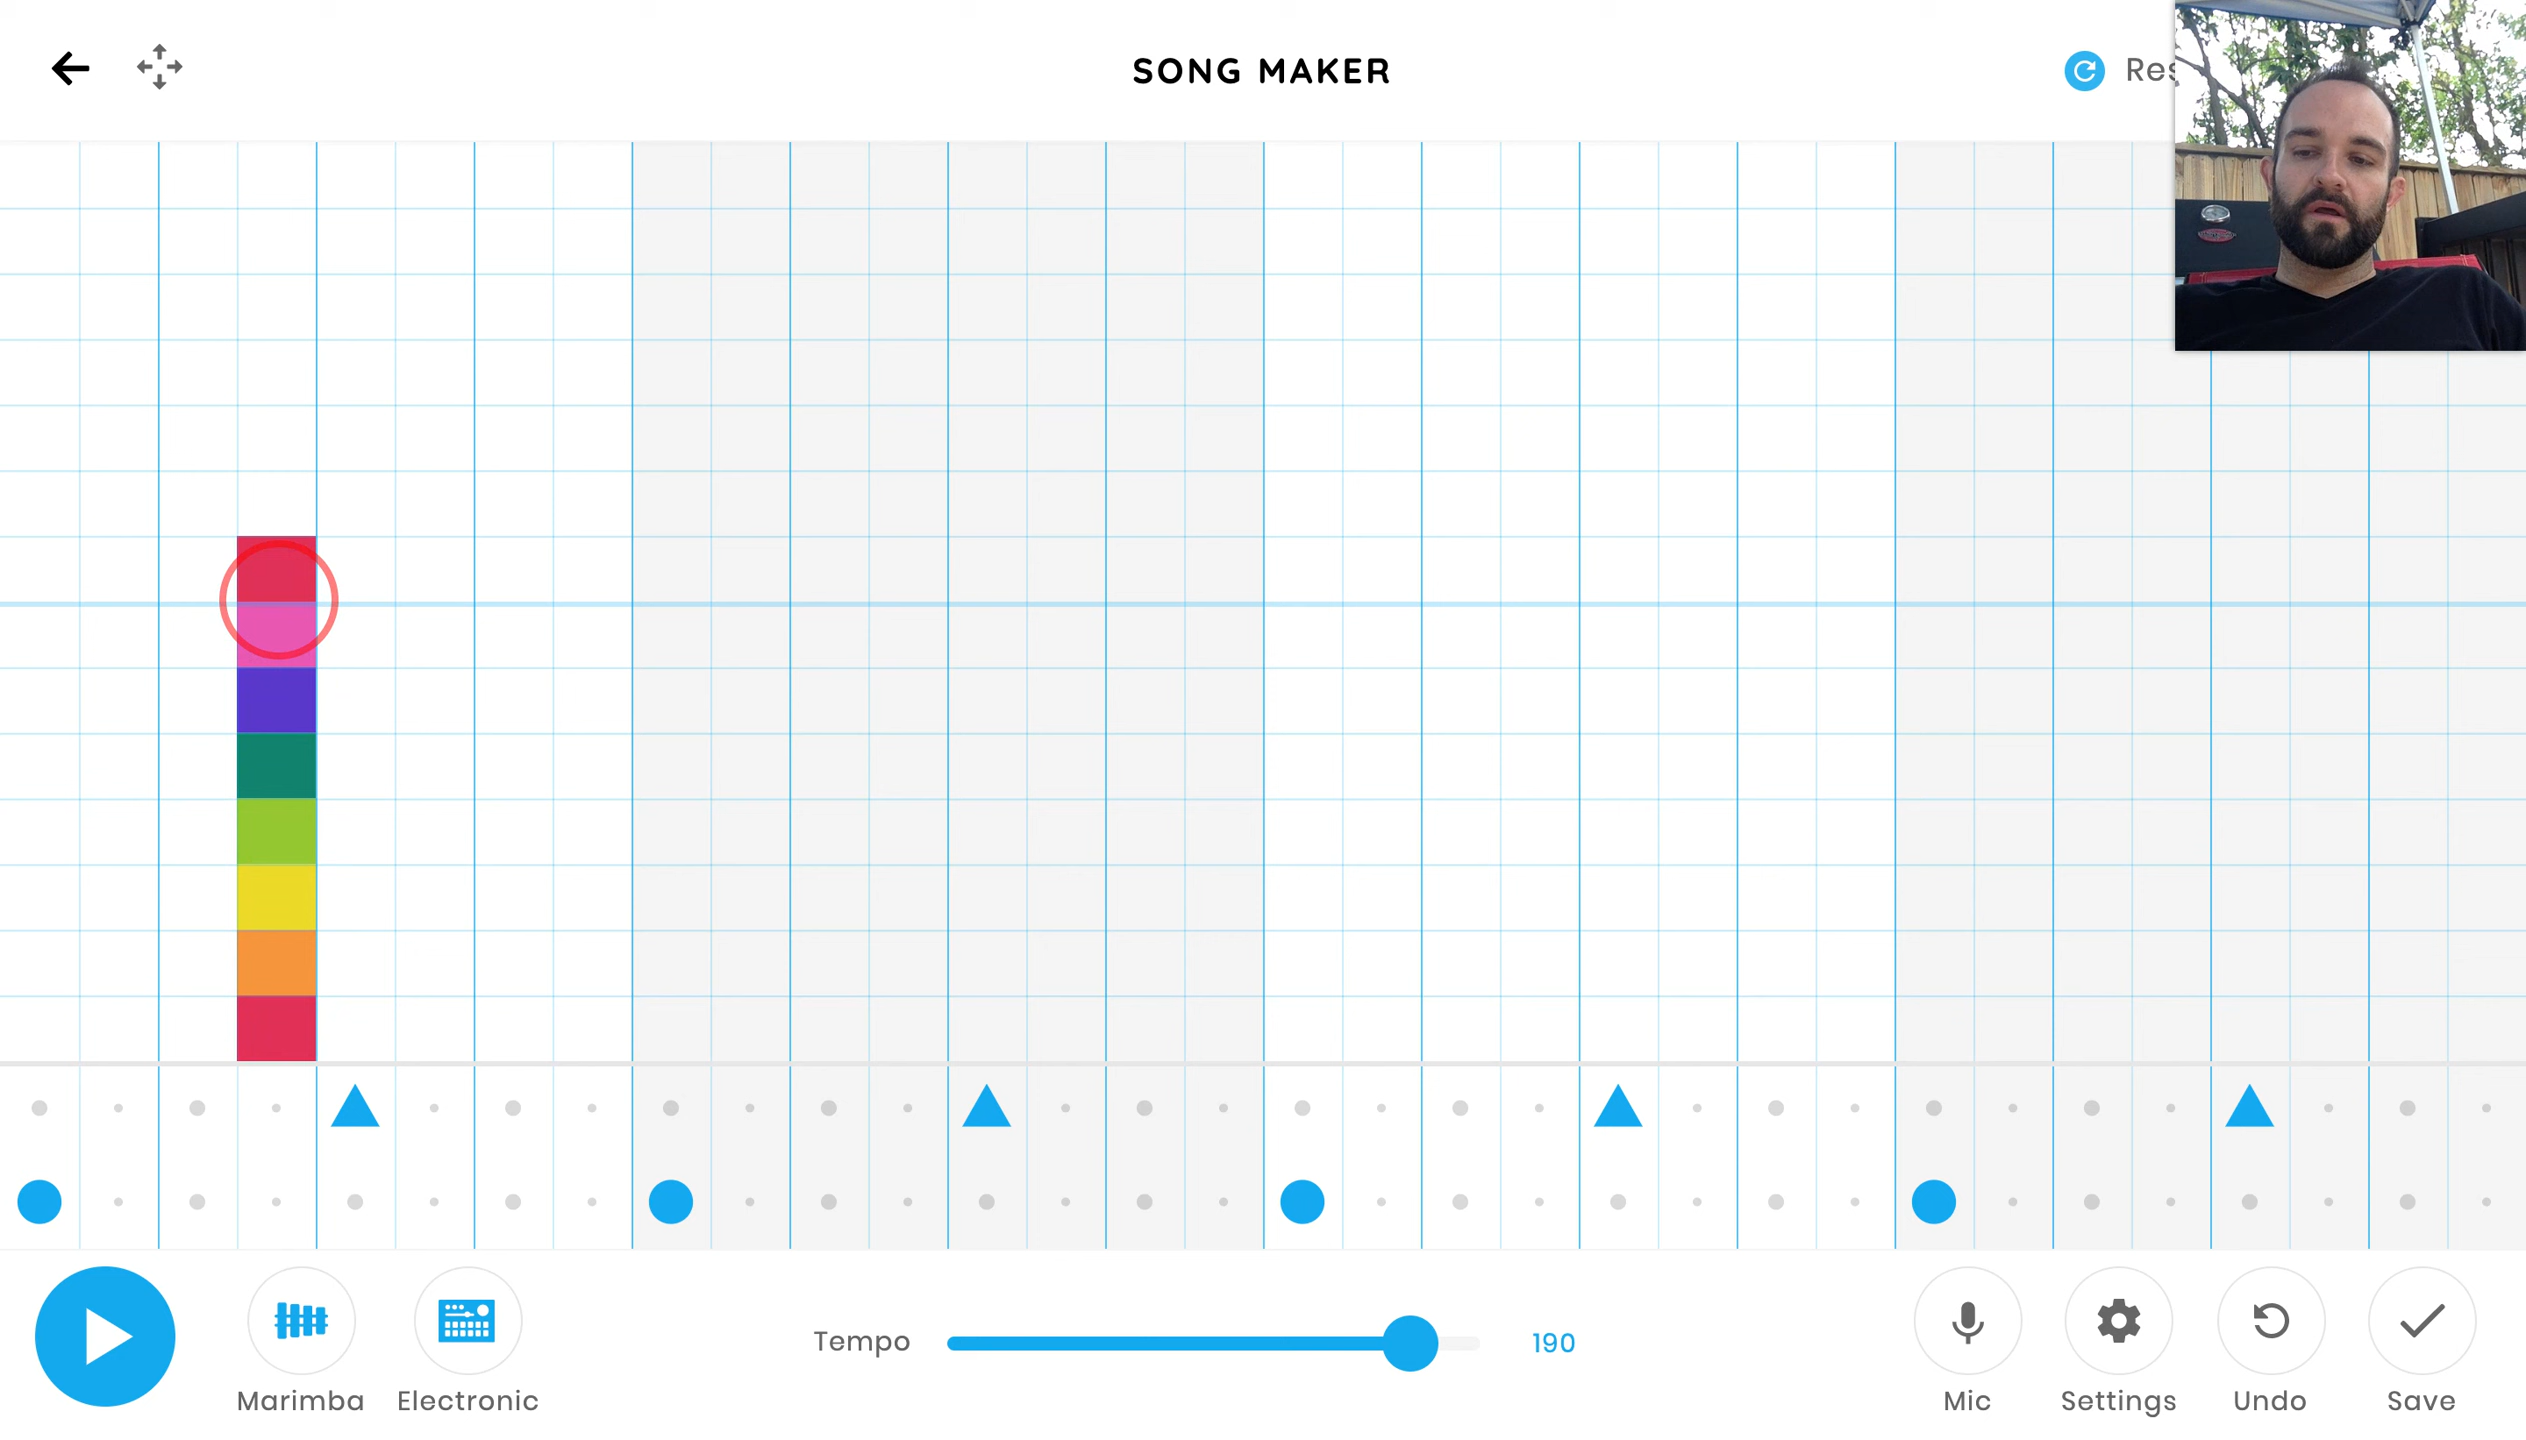 SONG MAKER
Res
Marimba
Electronic
Tempo
190
Mic
Settings
Undo
Save